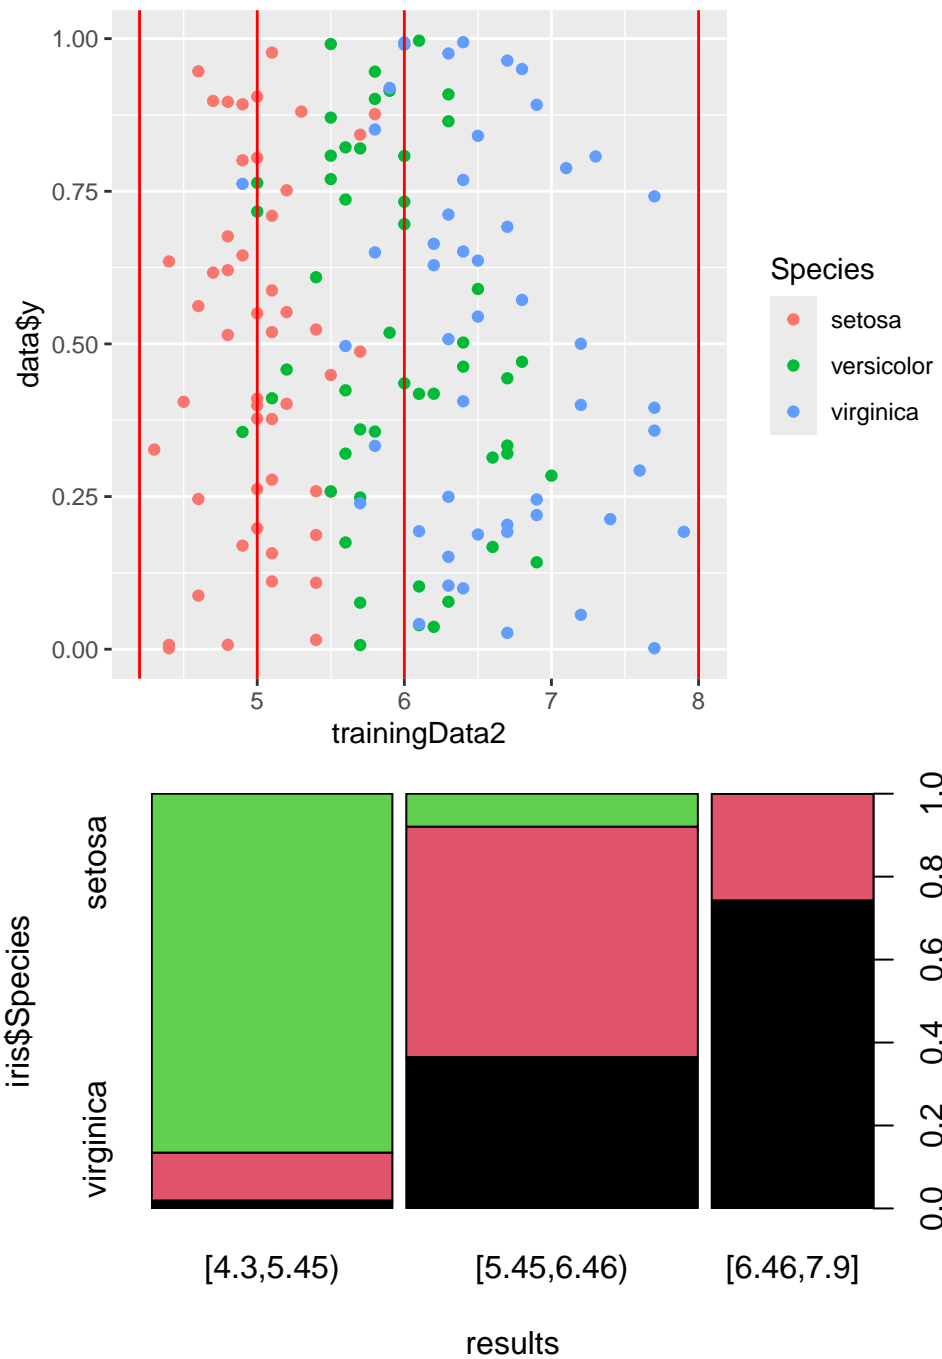 1.00
0.75
0.50
0.25
0.00
data$y
5 6 7 8
trainingData2
Species
setosa
versicolor
virginica
iris$Species
setosa
virginica
1.0
0.8
0.6
0.4
0.2
0.0
[4.3,5.45) [5.45,6.46) [6.46,7.9]
results